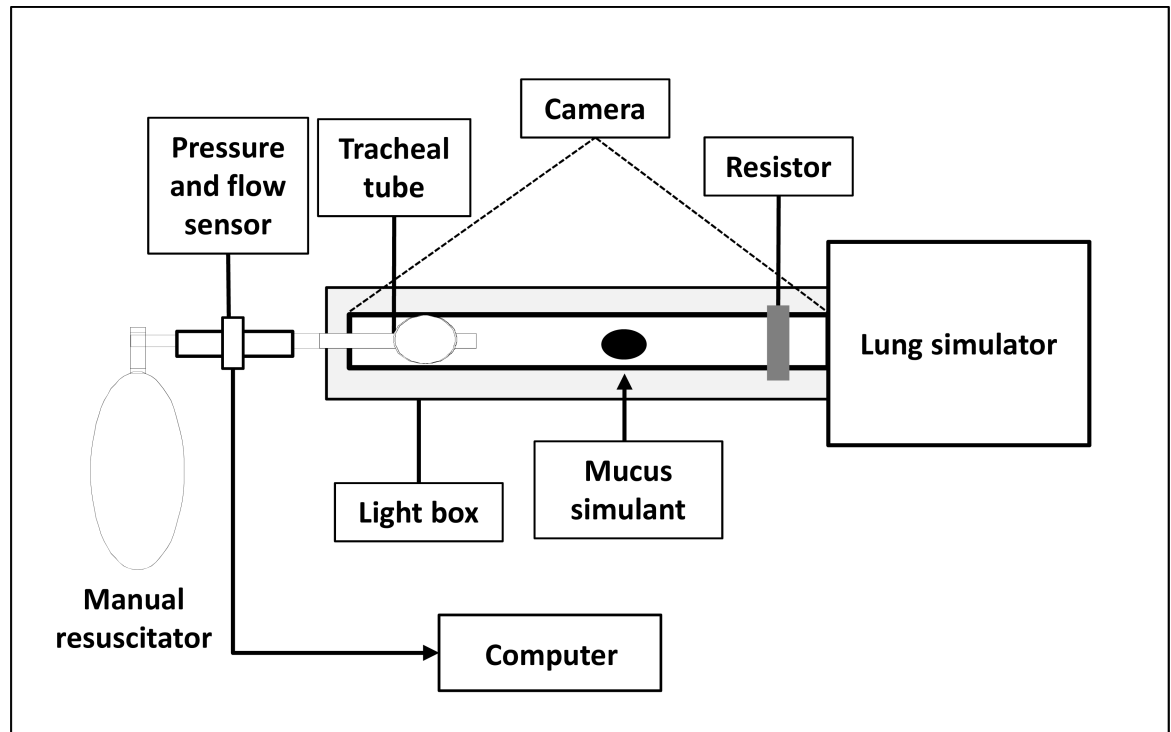 Camera
Pressure
and flow
sensor
Tracheal
tube
Resistor
Lung simulator
Mucus
simulant
Light box
Manual
resuscitator
Computer